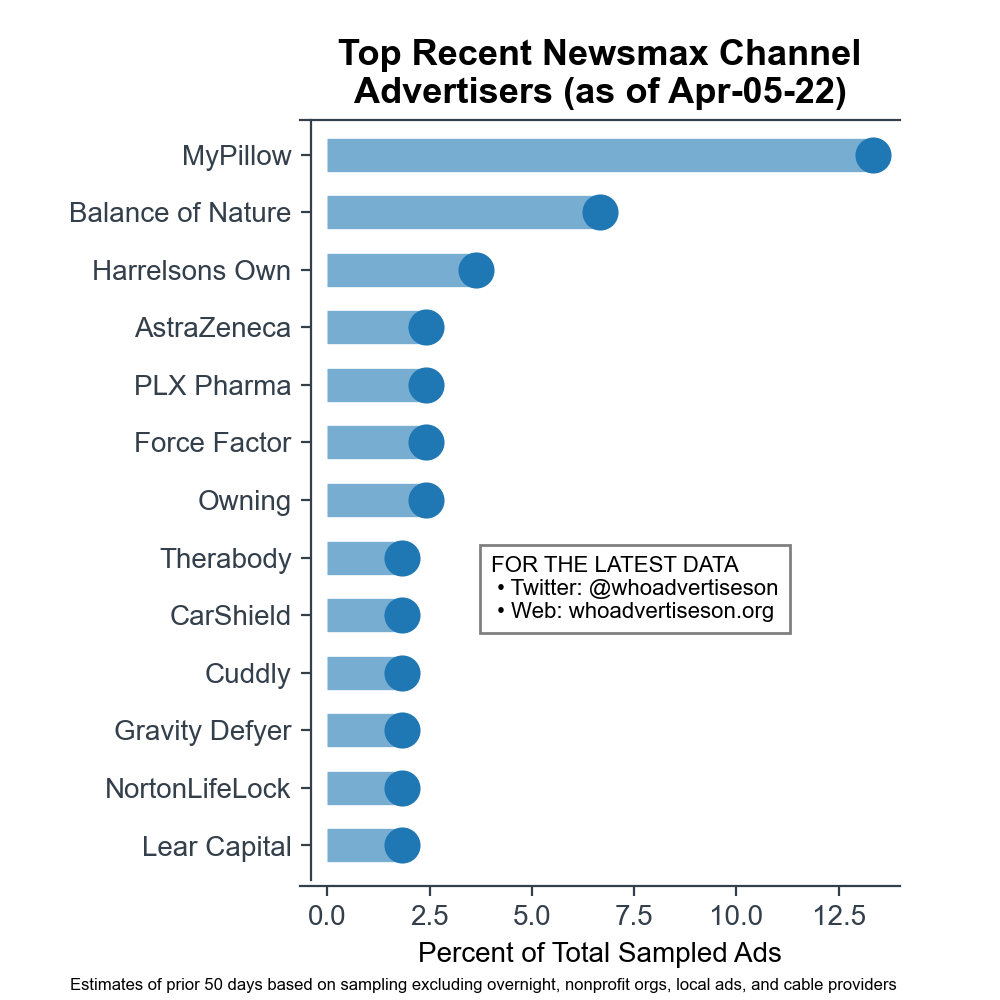 Top Recent Newsmax Channel
Advertisers (as of Apr-05-22)
MyPillow
Balance of Nature
Harrelsons Own
AstraZeneca
PLX Pharma
Force Factor
Owning
Therabody
CarShield
Cuddly
Gravity Defyer
NortonLifeLock
Lear Capital
FOR THE LATEST DATA
• Twitter: @whoadvertiseson
• Web: whoadvertiseson.org
0.0 2.5 5.0 7.5 10.0 12.5
Percent of Total Sampled Ads
Estimates of prior 50 days based on sampling excluding overnight, nonprofit orgs, local ads, and cable providers